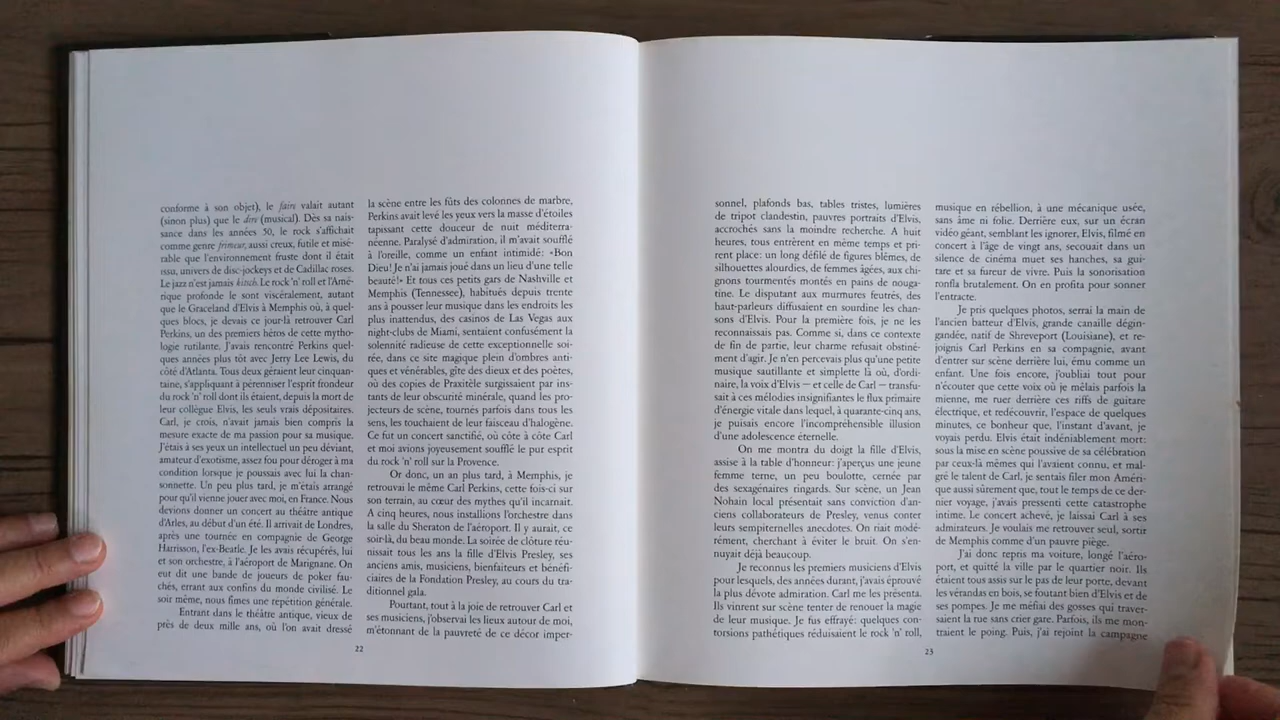 conforme à son objet), le faire valait autant
(sinon plus) que le dire (musical). Dès sa nais-
sance dans les années 50, le rock s'affichait
comme genre frimeur, aussi creux, futile et misé-
rable que l'environnement fruste dont il était
issu, univers de disc-jockeys et de Cadillac roses.
Le jazz n'est jamais kitsch. Le rock 'n' roll et l'Amé-
rique profonde le sont viscéralement, autant
que le Graceland d'Elvis à Memphis où, à quel-
ques blocs, je devais ce jour-là retrouver Carl
Perkins, un des premiers héros de cette mytho-
logie rutilante. J'avais rencontré Perkins quel-
ques années plus tôt avec Jerry Lee Lewis, du
côté d'Atlanta. Tous deux géraient leur cinquan-
taine, s'appliquant à pérenniser l'esprit frondeur
du rock 'n' roll dont ils étaient, depuis la mort de
leur collègue Elvis, les seuls vrais dépositaires.
Carl, je crois, n'avait jamais bien compris la
mesure exacte de ma passion pour sa musique.
J'étais à ses yeux un intellectuel un peu déviant,
amateur d'exotisme, assez fou pour déroger à ma
condition lorsque je poussais avec lui la chan-
sonnette. Un peu plus tard, je m'étais arrangé
pour qu'il vienne jouer avec moi, en France. Nous
devions donner un concert au théâtre antique
d'Arles, au début d'un été. Il arrivait de Londres,
après une tournée en compagnie de George
Harrisson, l'ex-Beatle. Je les avais récupérés, lui
et son orchestre, à l'aéroport de Marignane. On
eut dit une bande de joueurs de poker fau-
chés, errant aux confins du monde civilisé. Le
soir même, nous fîmes une repétition générale.
Entrant dans le théâtre antique, vieux de
près de deux mille ans, où l'on avait dressé
la scène entre les fûts des colonnes de marbre,
Perkins avait levé les yeux vers la masse d'étoiles
tapissant cette douceur de nuit méditerra-
néenne. Paralysé d'admiration, il m'avait soufflé
à l'oreille, comme un enfant intimidé: «Bon
Dieu! Je n'ai jamais joué dans un lieu d'une telle
beauté!» Et tous ces petits gars de Nashville et
Memphis (Tennessee), habitués depuis trente
ans à pousser leur musique dans les endroits les
plus inattendus, des casinos de Las Vegas aux
night-clubs de Miami, sentaient confusément la
solennité radieuse de cette exceptionnelle soi-
rée, dans ce site magique plein d'ombres anti-
ques et vénérables, gîte des dieux et des poètes,
où des copies de Praxitèle surgissaient par ins-
tants de leur obscurité minérale, quand les pro-
jecteurs de scène, tournés parfois dans tous les
sens, les touchaient de leur faisceau d'halogène.
Ce fut un concert sanctifié, où côte à côte Carl
et moi avions joyeusement soufflé le pur esprit
du rock 'n' roll sur la Provence.
Or donc, un an plus tard, à Memphis, je
retrouvai le même Carl Perkins, cette fois-ci sur
son terrain, au cœur des mythes qu'il incarnait.
A cinq heures, nous installions l'orchestre dans
la salle du Sheraton de l'aéroport. Il y aurait, ce
soir-là, du beau monde. La soirée de clôture réu-
nissait tous les ans la fille d'Elvis Presley, ses
anciens amis, musiciens, bienfaiteurs et bénéfi-
ciaires de la Fondation Presley, au cours du tra-
ditionnel gala.
Pourtant, tout à la joie de retrouver Carl et
ses musiciens, j'observai les lieux autour de moi,
m'étonnant de la pauvreté de ce décor imper-
22
sonnel, plafonds bas, tables tristes, lumières
de tripot clandestin, pauvres portraits d'Elvis,
accrochés sans la moindre recherche. A huit
heures, tous entrèrent en même temps et pri-
rent place: un long défilé de figures blêmes, de
silhouettes alourdies, de femmes âgées, aux chi-
gnons tourmentés montés en pains de nouga-
tine. Le disputant aux murmures feutrés, des
haut-parleurs diffusaient en sourdine les chan-
sons d'Elvis. Pour la première fois, je ne les
reconnaissais pas. Comme si, dans ce contexte
de fin de partie, leur charme refusait obstiné-
ment d'agir. Je n'en percevais plus qu'une petite
musique sautillante et simplette là où, d'ordi-
naire, la voix d'Elvis — et celle de Carl — transfu-
sait à ces mélodies insignifiantes le flux primaire
d'énergie vitale dans lequel, à quarante-cinq ans,
je puisais encore l'incompréhensible illusion
d'une adolescence éternelle.
On me montra du doigt la fille d'Elvis,
assise à la table d'honneur: j'aperçus une jeune
femme terne, un peu boulotte, cernée par
des sexagénaires ringards. Sur scène, un Jean
Nohain local présentait sans conviction d'an-
ciens collaborateurs de Presley, venus conter
leurs sempiternelles anecdotes. On riait modé-
rément, cherchant à éviter le bruit. On s'en-
nuyait déjà beaucoup.
Je reconnus les premiers musiciens d'Elvis
pour lesquels, des années durant, j'avais éprouvé
la plus dévote admiration. Carl me les présenta.
Ils vinrent sur scène tenter de renouer la magie
de leur musique. Je fus effrayé: quelques con-
torsions pathétiques réduisaient le rock 'n' roll,
musique en rébellion, à une mécanique usée,
sans âme ni folie. Derrière eux, sur un écran
vidéo géant, semblant les ignorer, Elvis, filmé en
concert à l'âge de vingt ans, secouait dans un
silence de cinéma muet ses hanches, sa gui-
tare et sa fureur de vivre. Puis la sonorisation
ronfla brutalement. On en profita pour sonner
l'entracte.
Je pris quelques photos, serrai la main de
l'ancien batteur d'Elvis, grande canaille dégin-
gandée, natif de Shreveport (Louisiane), et re-
joignis Carl Perkins en sa compagnie, avant
d'entrer sur scène derrière lui, ému comme un
enfant. Une fois encore, j'oubliai tout pour
n'écouter que cette voix où je mêlais parfois la
mienne, me ruer derrière ces riffs de guitare
électrique, et redécouvrir, l'espace de quelques
minutes, ce bonheur que, l'instant d'avant, je
voyais perdu. Elvis était indéniablement mort:
sous la mise en scène poussive de sa célébration
par ceux-là mêmes qui l'avaient connu, et mal-
gré le talent de Carl, je sentais filer mon Améri-
que aussi sûrement que, tout le temps de ce der-
nier voyage, j'avais pressenti cette catastrophe
intime. Le concert achevé, je laissai Carl à ses
admirateurs. Je voulais me retrouver seul, sortir
de Memphis comme d'un pauvre piège.
J'ai donc repris ma voiture, longé l'aéro-
port, et quitté la ville par le quartier noir. Ils
étaient tous assis sur le pas de leur porte, devant
les vérandas en bois, se foutant bien d'Elvis et de
ses pompes. Je me méfiai des gosses qui traver-
saient la rue sans crier gare. Parfois, ils me mon-
traient le poing. Puis, j'ai rejoint la campagne
23